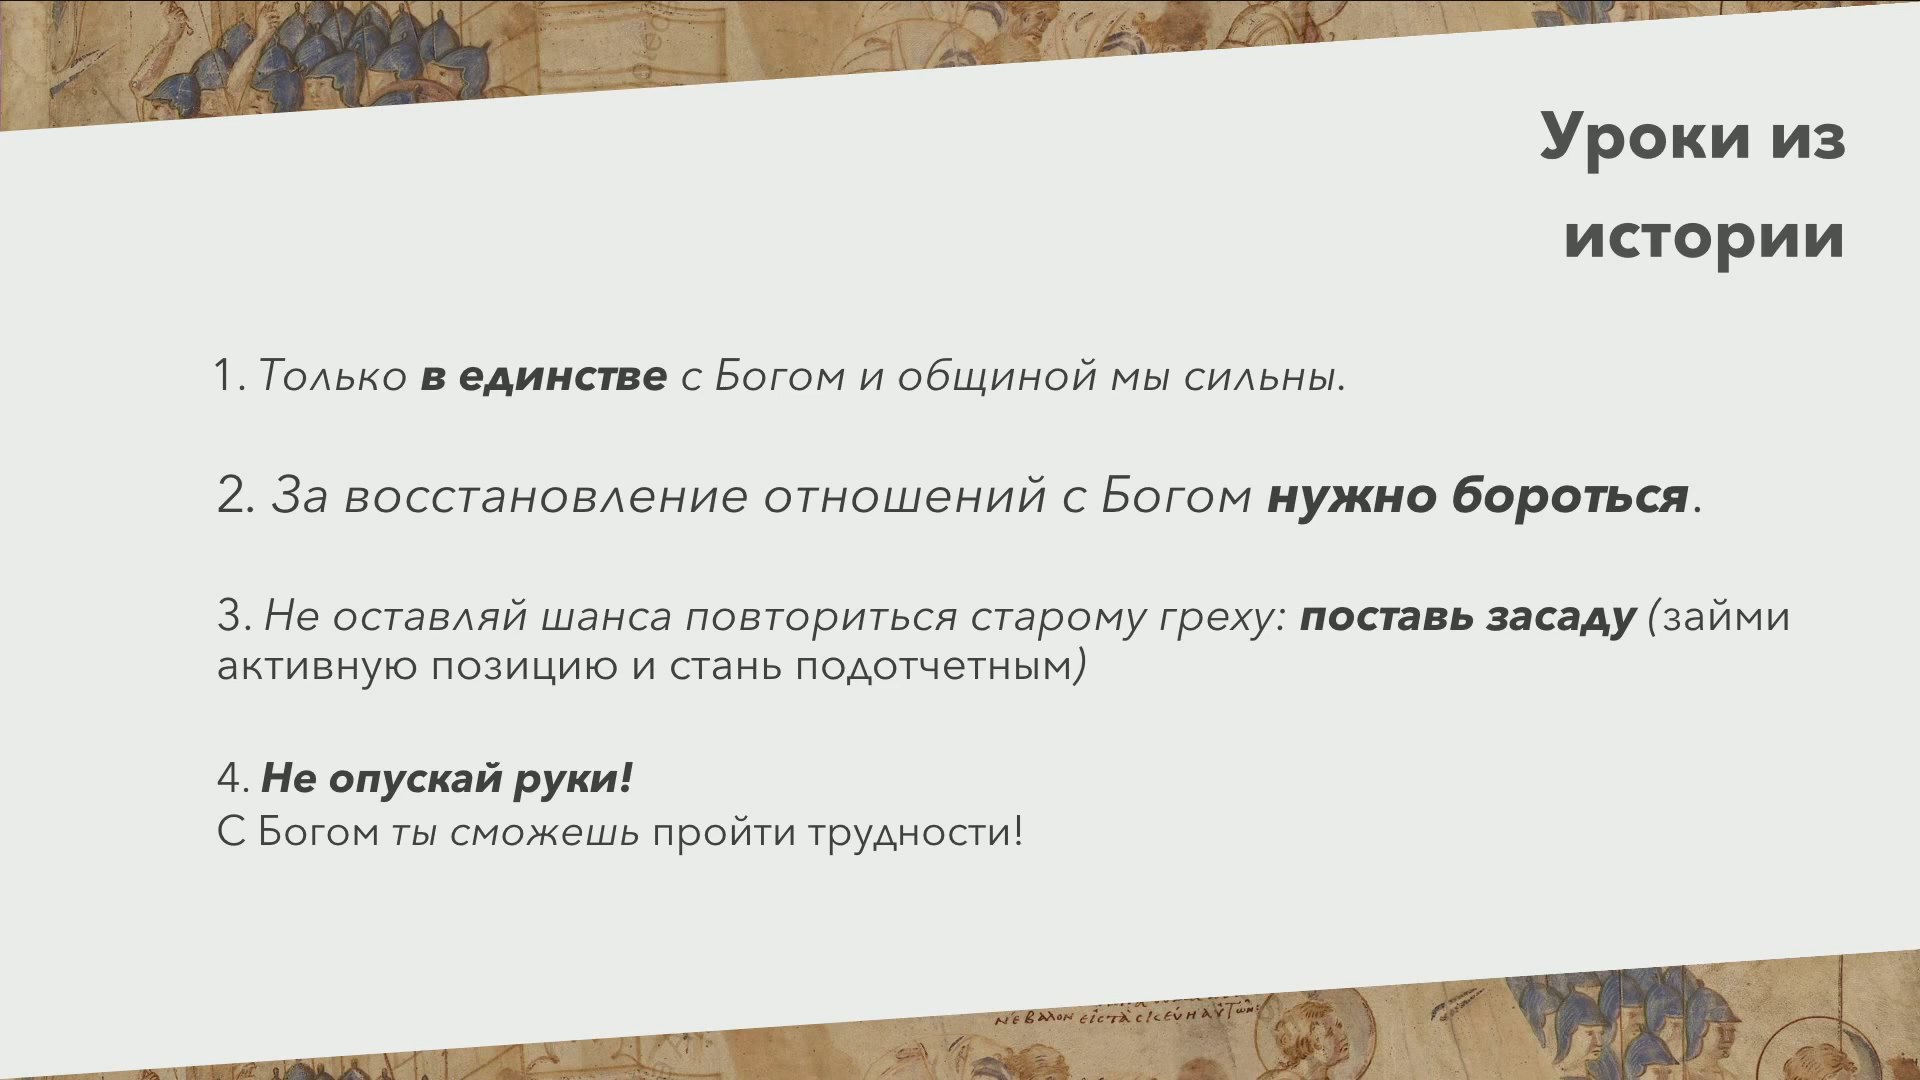 Уроки из
истории
1. Только в единстве с Богом и общиной мы сильны.
2. За восстановление отношений с Богом нужно бороться.
3. Не оставляй шанса повториться старому греху: поставь засаду (займи
активную позицию и стань подотчетным)
4. Не опускай руки!
С Богом ты сможешь пройти трудности!